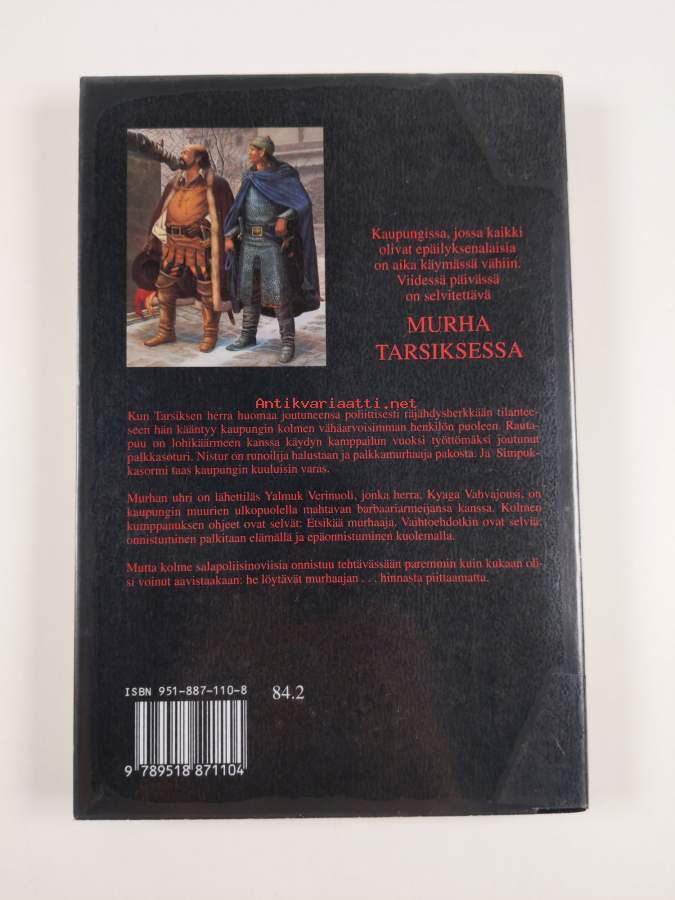 Kaupungissa, jossa kaikki
olivat epäilyksenalaisia
on aika käymässä vähiin.
Viidessä päivässä
on selvitettävä
MURHA
TARSIKSESSA
Antikvariaatti.net
Kun Tarsiksen herra huomaa joutuneensa poliittisesti räjähdysherkkään tilantee-
seen hän kääntyy kaupungin kolmen vähäarvoisimman henkilön puoleen. Rauta-
puu on lohikäärmeen kanssa käydyn kamppailun vuoksi työttömäksi joutunut
palkkasoturi. Nistur on runoilija halustaan ja palkkamurhaaja pakosta. Ja Simpuk-
kasormi taas kaupungin kuuluisin varas.
Murhan uhri on lähettiläs Yalmuk Verinuoli, jonka herra, Kyaga Vahvajousi, on
kaupungin muurien ulkopuolella mahtavan barbaariarmeijansa kanssa. Kolmen
kumppanuksen ohjeet ovat selvät: Etsikää murhaaja. Vaihtoehdotkin ovat selviä:
onnistuminen palkitaan elämällä ja epäonnistuminen kuolemalla.
Mutta kolme salapoliisinoviisia onnistuu tehtävässään paremmin kuin kukaan oli-
si voinut aavistaakaan: he löytävät murhaajan . . . hinnasta piittaamatta.
ISBN 951-887-110-8
84.2
9 789518 871104